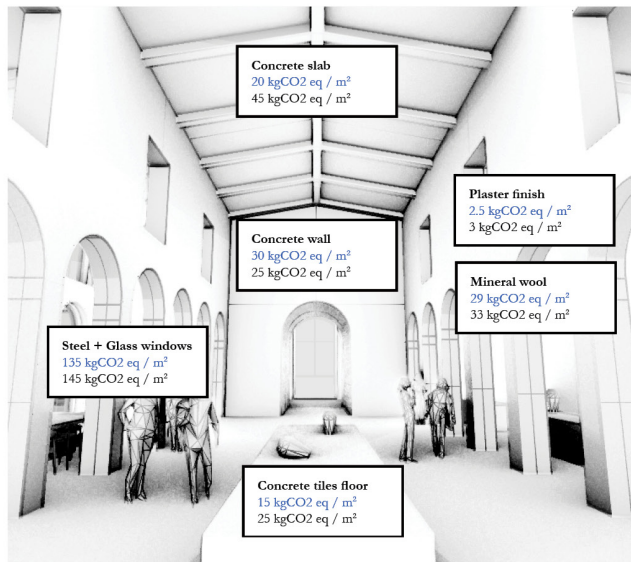 Concrete slab
20 kgCO2 eq / m²
45 kgCO2 eq / m²
Plaster finish
2.5 kgCO2 eq / m²
3 kgCO2 eq / m²
Concrete wall
30 kgCO2 eq / m²
25 kgCO2 eq / m²
Mineral wool
29 kgCO2 eq / m²
33 kgCO2 eq / m²
Steel + Glass windows
135 kgCO2 eq / m²
145 kgCO2 eq / m²
Concrete tiles floor
15 kgCO2 eq / m²
25 kgCO2 eq / m²